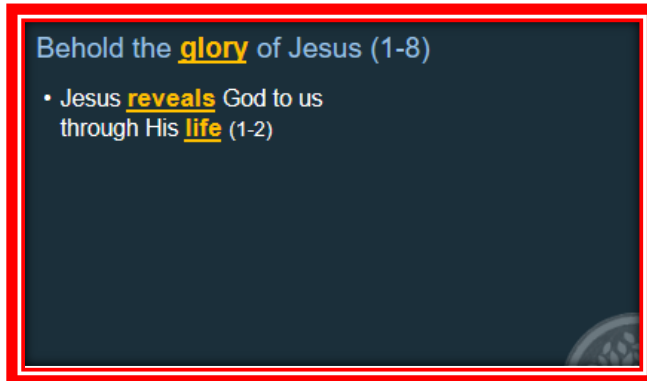 Behold the glory of Jesus (1-8)
• Jesus reveals God to us
through His life (1-2)